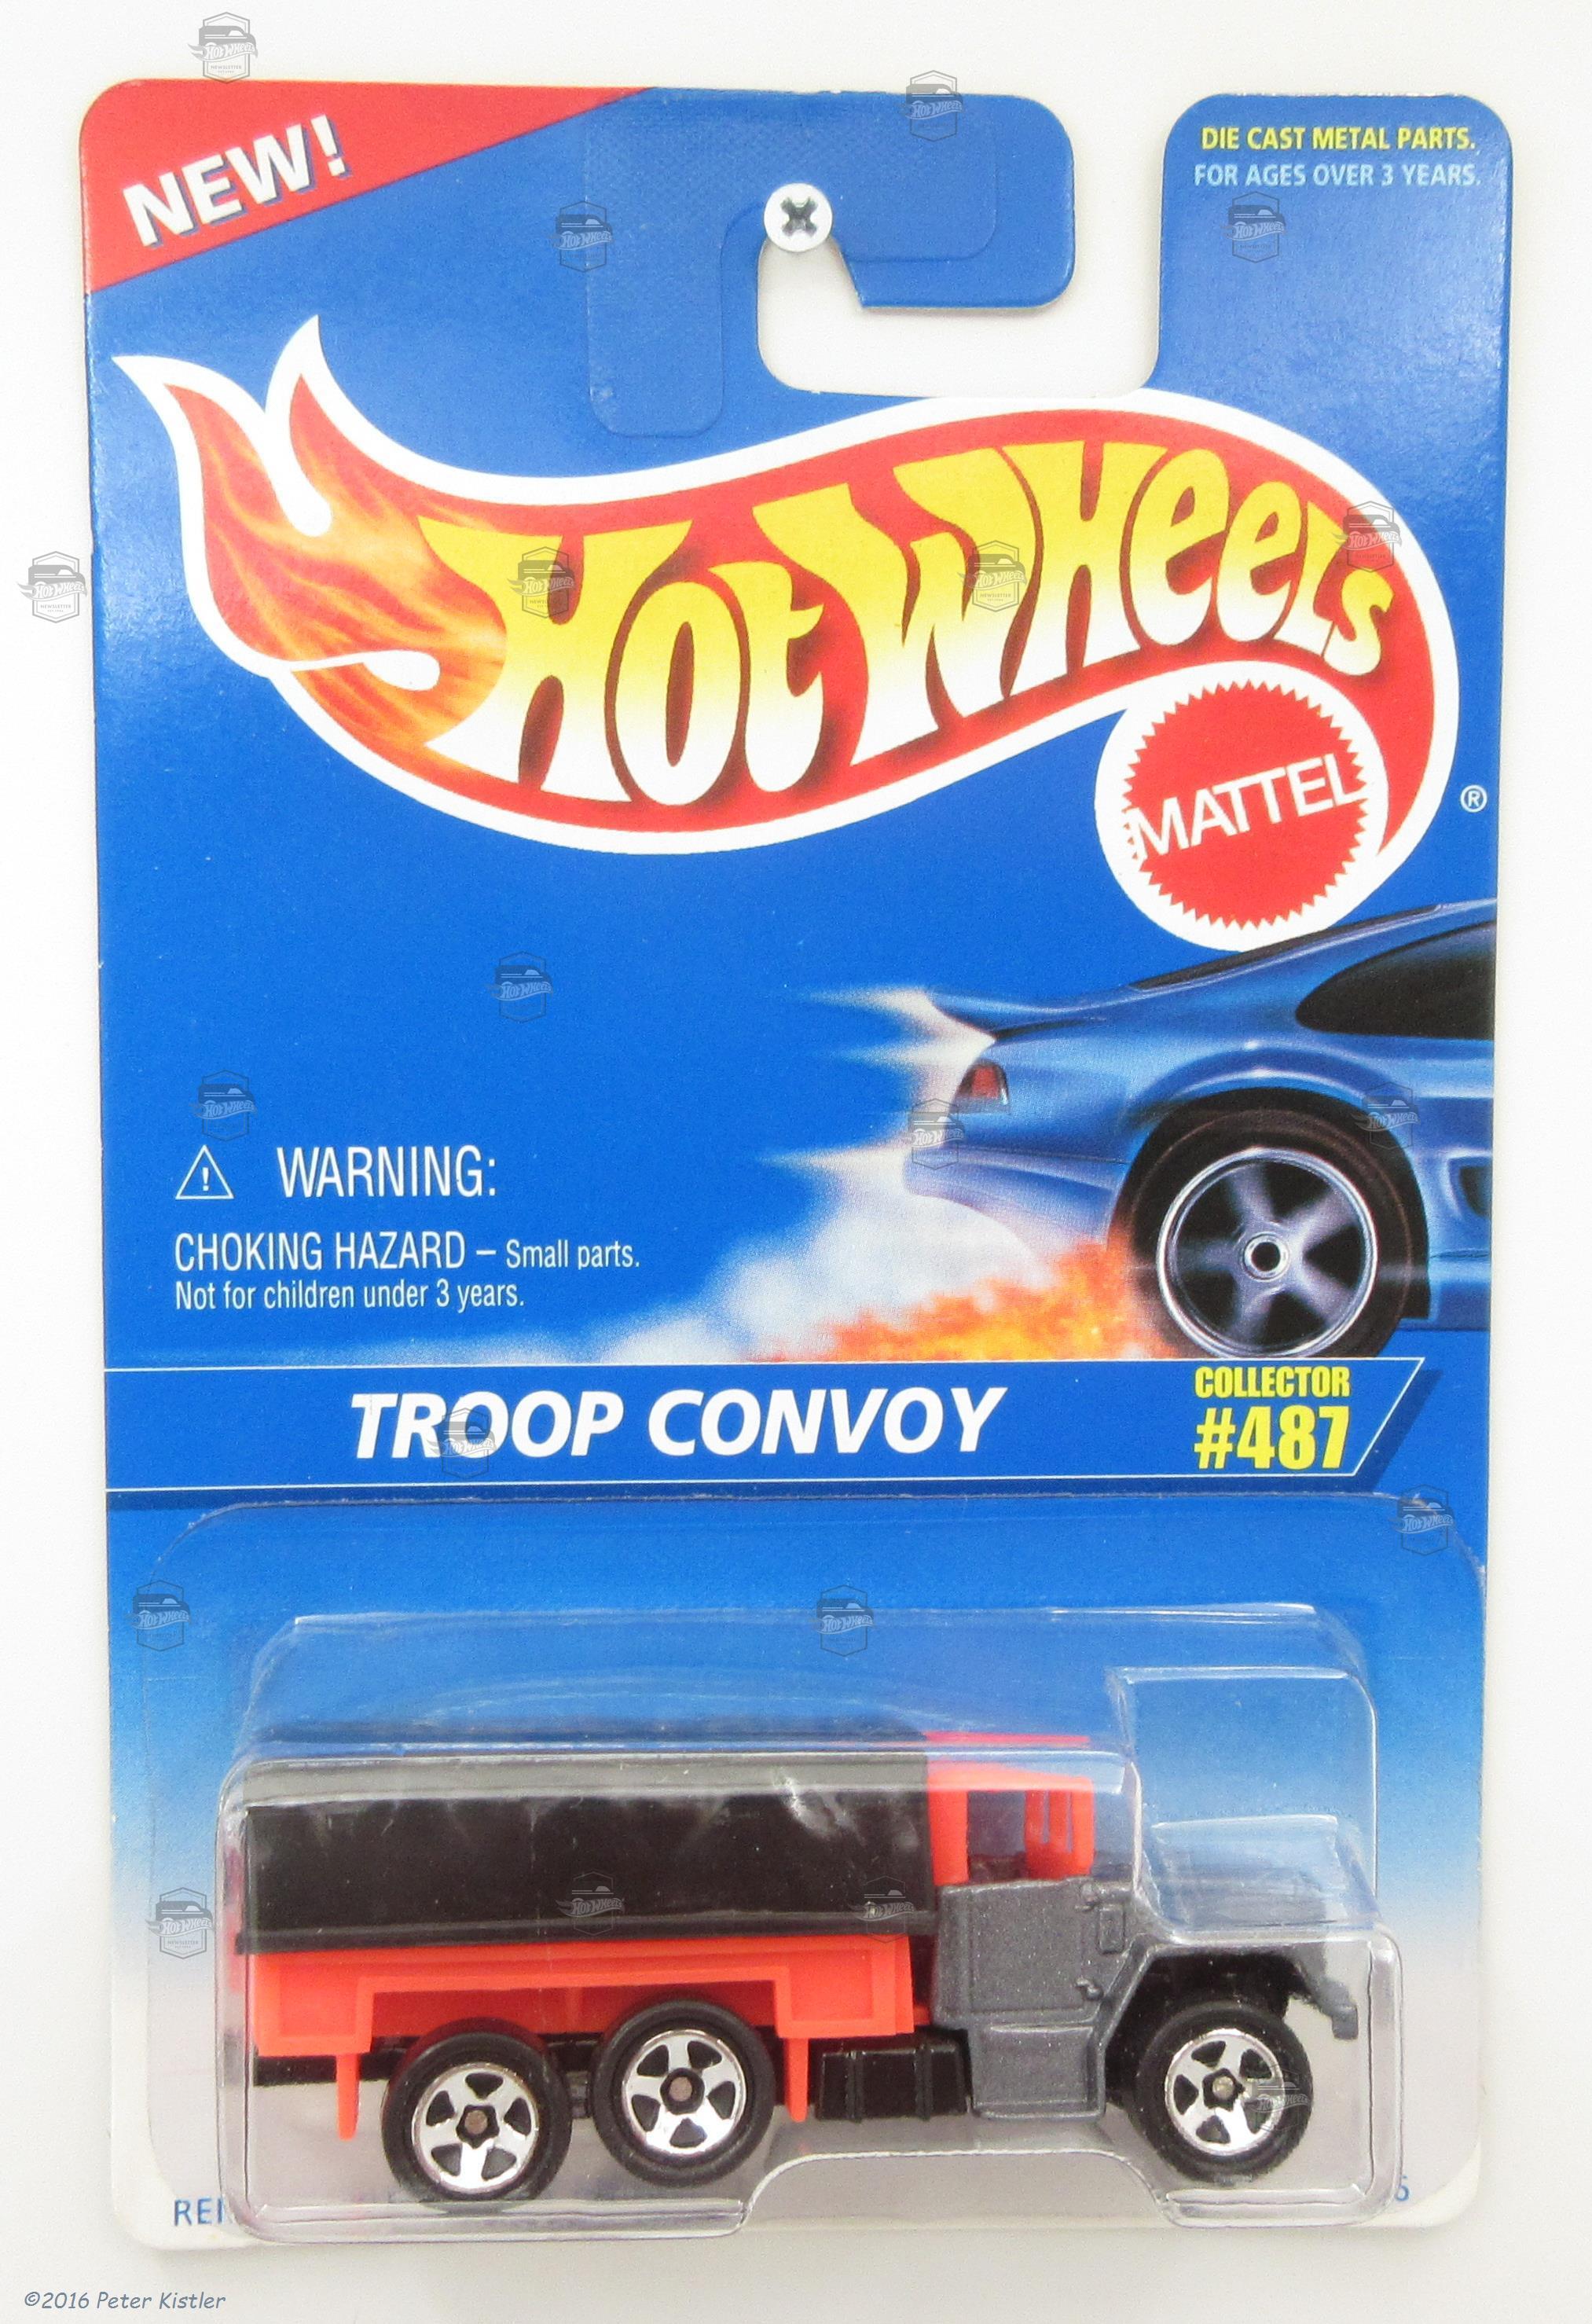 NEW!
DIE CAST METAL PARTS.
FOR AGES OVER 3 YEARS.
HOT WHEELS
MATTEL
®
WARNING:
CHOKING HAZARD – Small parts.
Not for children under 3 years.
TROOP CONVOY
COLLECTOR
#487
©2016 Peter Kistler